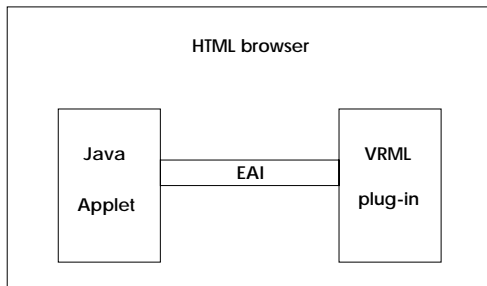 HTML browser
Java
Applet
EAI
VRML
plug-in